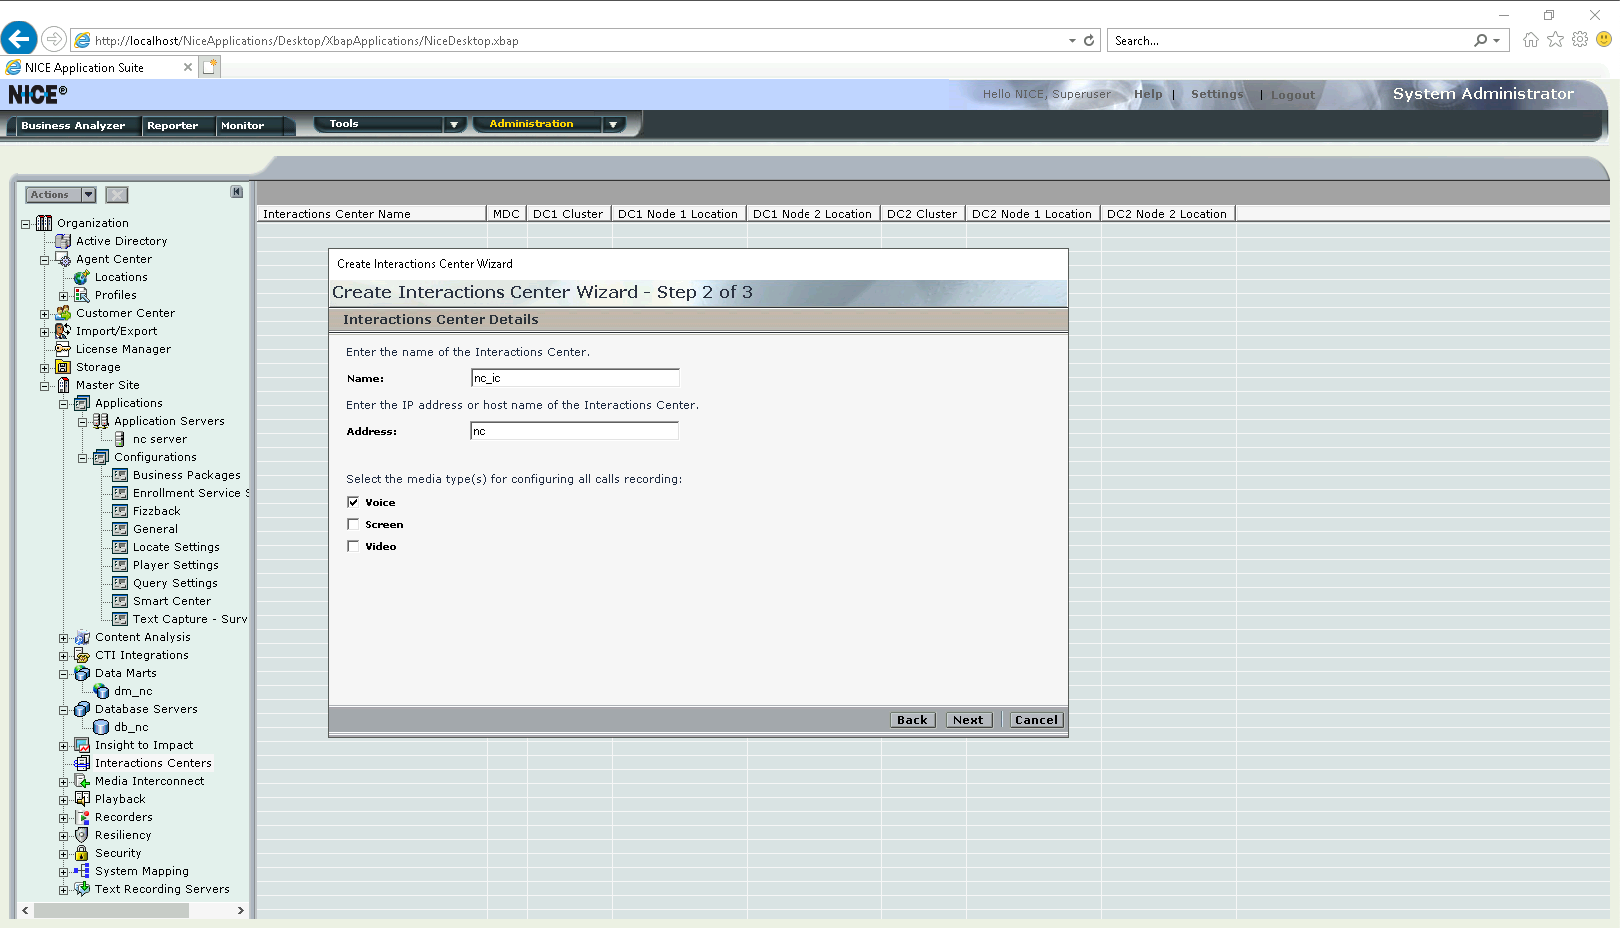 http://localhost/NiceApplications/Desktop/XbapApplications/NiceDesktop.xbap
Search...
NICE Application Suite
NICE®
Hello NICE, Superuser
Help | Settings | Logout
System Administrator
Business Analyzer
Reporter
Monitor
Tools
Administration
Actions
Organization
Active Directory
Agent Center
Locations
Profiles
Customer Center
Import/Export
License Manager
Storage
Master Site
Applications
Application Servers
nc server
Configurations
Business Packages
Enrollment Service S
Fizzback
General
Locate Settings
Player Settings
Query Settings
Smart Center
Text Capture - Surv
Content Analysis
CTI Integrations
Data Marts
dm_nc
Database Servers
db_nc
Insight to Impact
Interactions Centers
Media Interconnect
Playback
Recorders
Resiliency
Security
System Mapping
Text Recording Servers
Interactions Center Name
MDC
DC1 Cluster
DC1 Node 1 Location
DC1 Node 2 Location
DC2 Cluster
DC2 Node 1 Location
DC2 Node 2 Location
Create Interactions Center Wizard
Create Interactions Center Wizard - Step 2 of 3
Interactions Center Details
Enter the name of the Interactions Center.
Name: nc_ic
Enter the IP address or host name of the Interactions Center.
Address: nc
Select the media type(s) for configuring all calls recording:
Voice
Screen
Video
Back
Next
Cancel